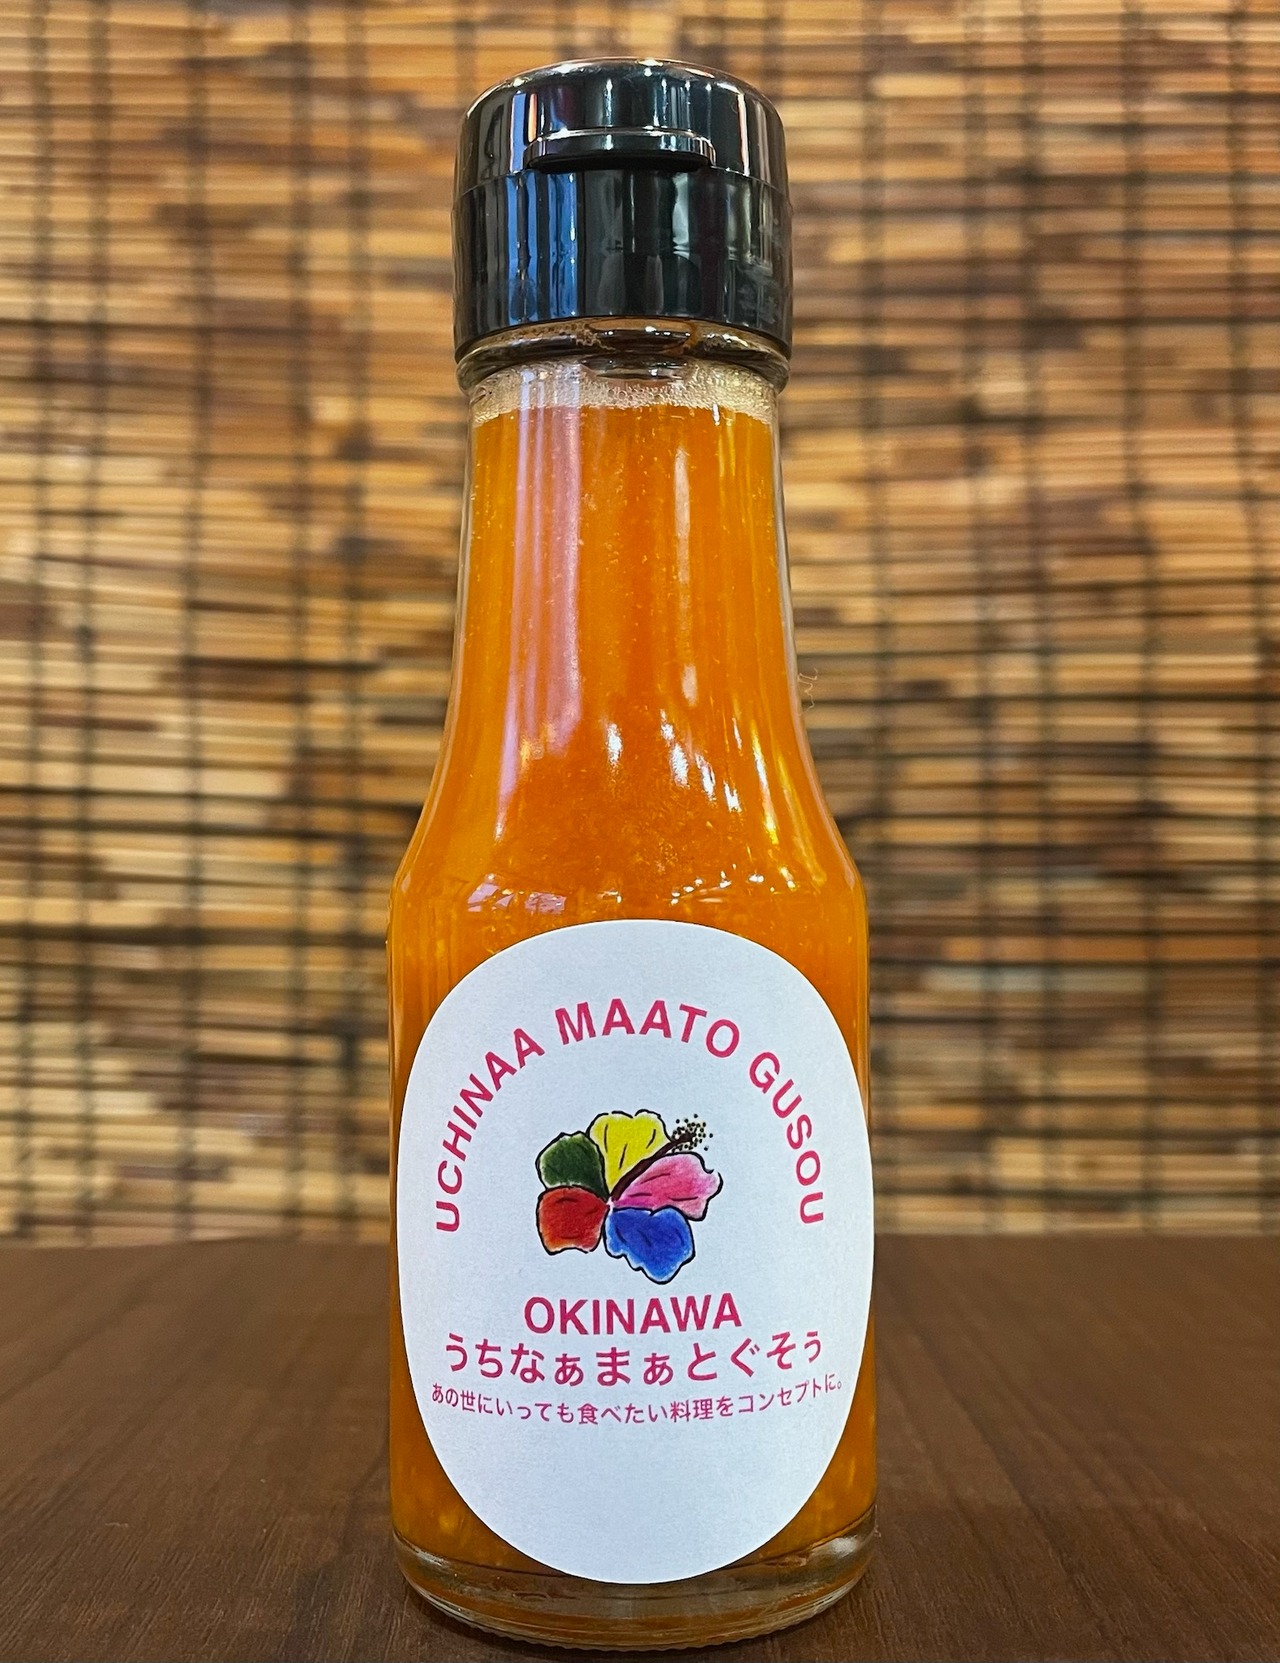 UCHINAA MAATO GUSOU
OKINAWA
うちなぁまぁとぐそぅ
あの世にいっても食べたい料理をコンセプトに。